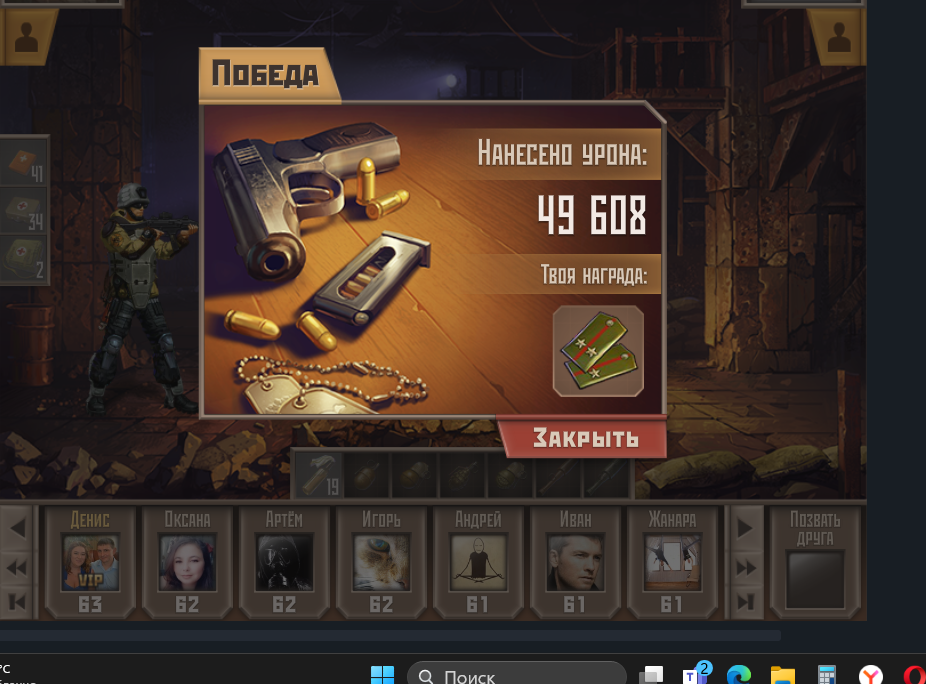 Победа
Нанесено урона:
49 608
Твоя награда:
41
34
2
Закрыть
19
Денис
Оксана
Артём
Игорь
Андрей
Иван
Жанара
Позвать
друга
VIP
63
62
62
62
61
61
61
°C
2
Поиск